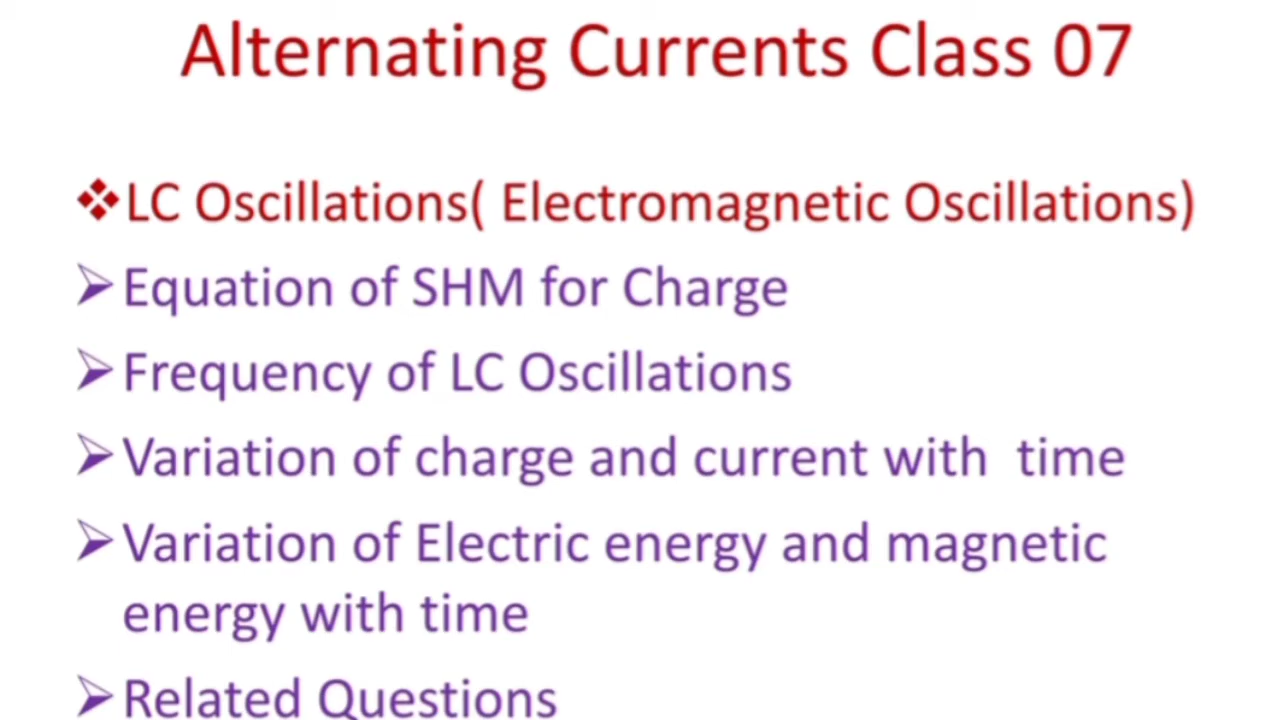 Alternating Currents Class 07
❖LC Oscillations( Electromagnetic Oscillations)
➢Equation of SHM for Charge
➢Frequency of LC Oscillations
➢Variation of charge and current with  time
➢Variation of Electric energy and magnetic
energy with time
➢Related Questions